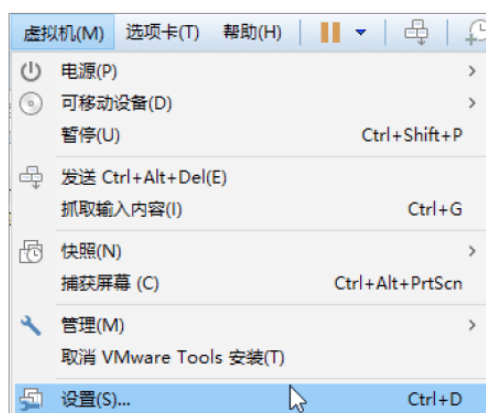 虚拟机(M) 选项卡(T) 帮助(H)
电源(P) >
可移动设备(D) >
暂停(U) Ctrl+Shift+P
发送 Ctrl+Alt+Del(E)
抓取输入内容(I) Ctrl+G
快照(N) >
捕获屏幕 (C) Ctrl+Alt+PrtScn
管理(M) >
取消 VMware Tools 安装(T)
设置(S)... Ctrl+D